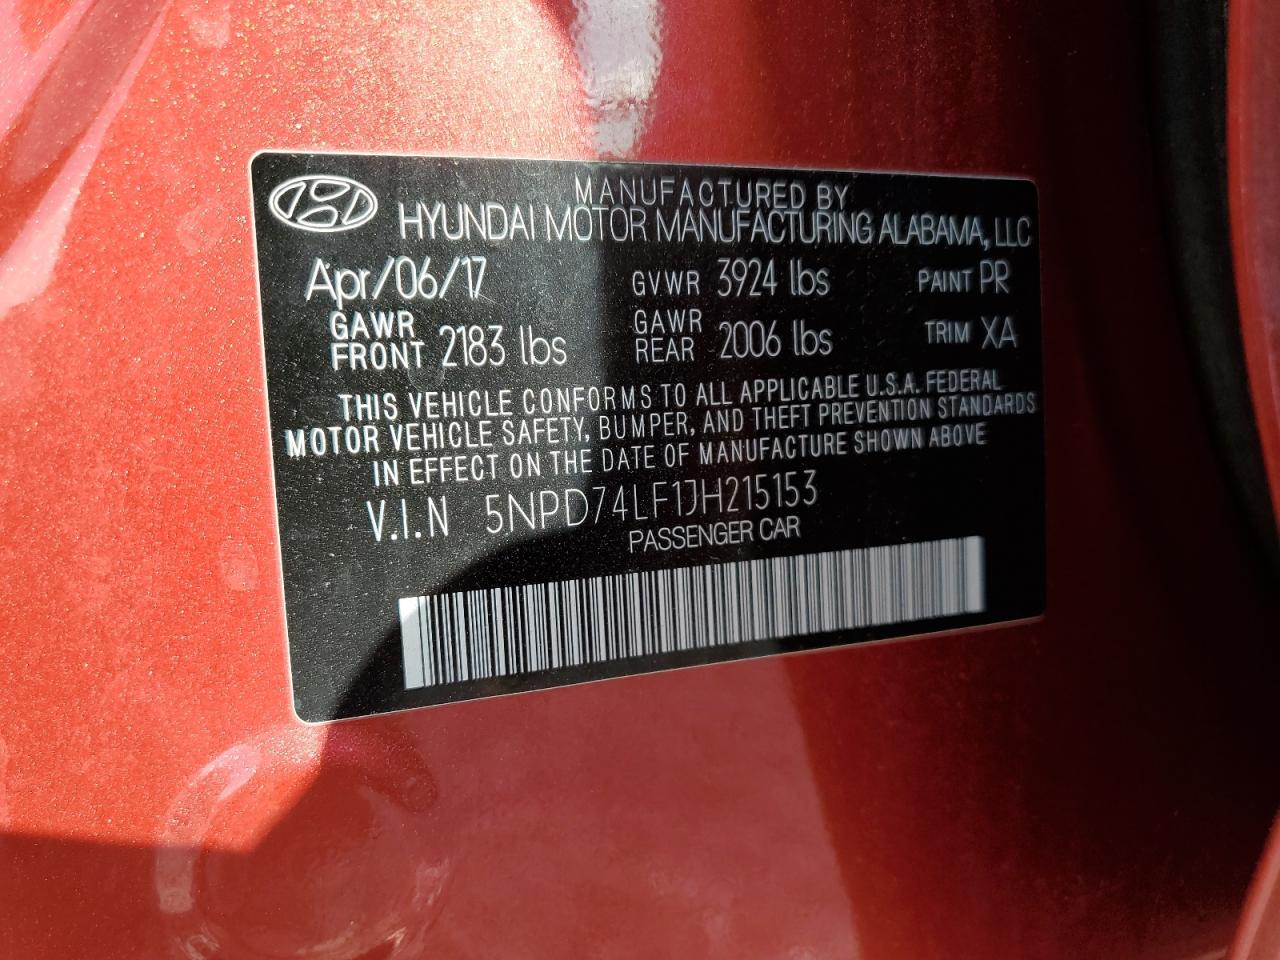 MANUFACTURED BY
HYUNDAI MOTOR MANUFACTURING ALABAMA, LLC
Apr/06/17 GVWR 3924 lbs PAINT PR
GAWR FRONT 2183 lbs GAWR REAR 2006 lbs TRIM XA
THIS VEHICLE CONFORMS TO ALL APPLICABLE U.S.A. FEDERAL
MOTOR VEHICLE SAFETY, BUMPER, AND THEFT PREVENTION STANDARDS
IN EFFECT ON THE DATE OF MANUFACTURE SHOWN ABOVE
V.I.N 5NPD74LF1JH215153
PASSENGER CAR